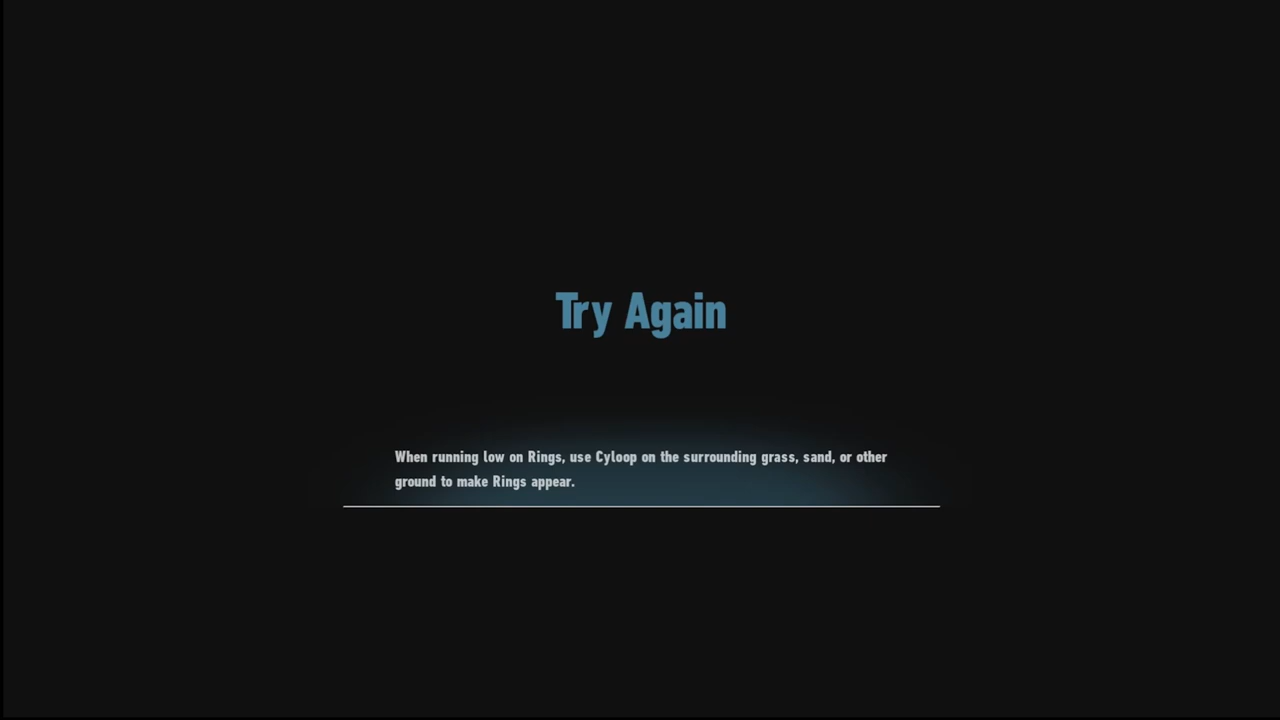 Try Again
When running low on Rings, use Cyloop on the surrounding grass, sand, or other
ground to make Rings appear.